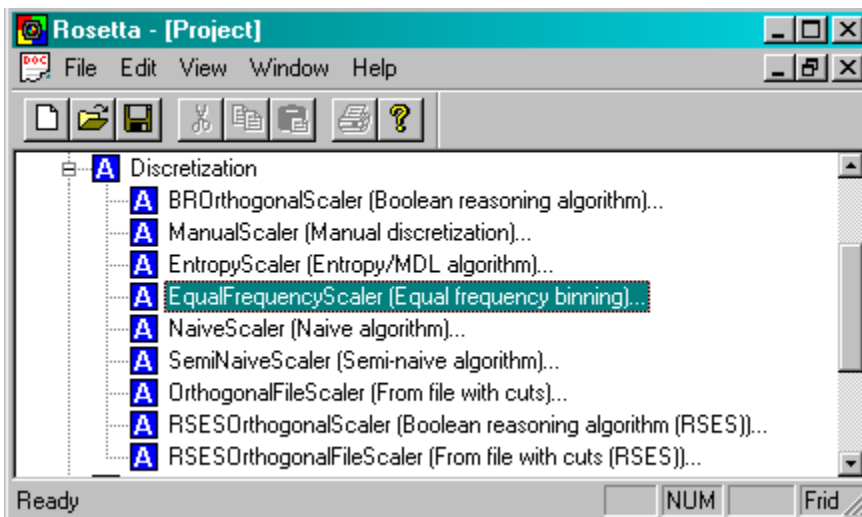 Rosetta - [Project]
DOC File Edit View Window Help
?
A Discretization
A BROrthogonalScaler (Boolean reasoning algorithm)...
A ManualScaler (Manual discretization)...
A EntropyScaler (Entropy/MDL algorithm)...
A EqualFrequencyScaler (Equal frequency binning)...
A NaiveScaler (Naive algorithm)...
A SemiNaiveScaler (Semi-naive algorithm)...
A OrthogonalFileScaler (From file with cuts)...
A RSESOrthogonalScaler (Boolean reasoning algorithm (RSES))...
A RSESOrthogonalFileScaler (From file with cuts (RSES))...
Ready NUM Frid